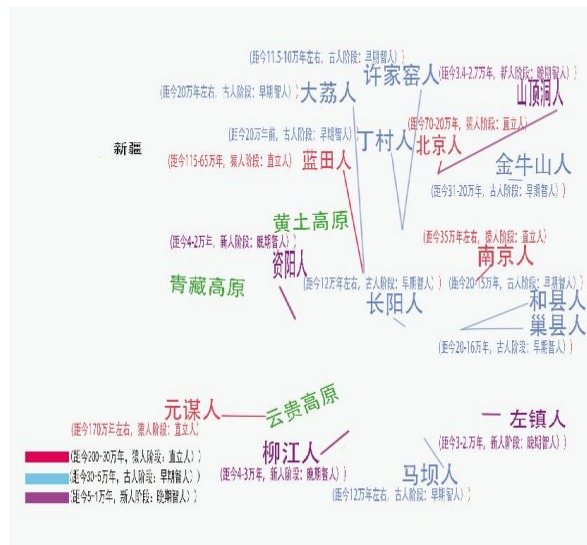 (距今11.5-10万年左右，古人阶段：早期智人）)
许家窑人
(距今3.4-2.7万年，新人阶段：晚期智人）)
(距今20万年左右，古人阶段：早期智人）)
大荔人
山顶洞人
(距今70-20万年，猿人阶段：直立人)
(距今20万年前，古人阶段：早期智人）
丁村人
北京人
新疆
(距今115-65万年，猿人阶段：直立人)
蓝田人
金牛山人
(距今31-20万年，古人阶段：早期智人）)
黄土高原
(距今4-2万年，新人阶段：晚期智人）)
(距今35万年左右，猿人阶段：直立人)
资阳人
南京人
青藏高原
(距今12万年左右，古人阶段：早期智人）)
(距今20-15万年，古人阶段：早期智人）)
长阳人
和县人
巢县人
(距今20-16万年，古人阶段：早期智人）)
元谋人
云贵高原
左镇人
(距今170万年左右，猿人阶段：直立人)
(距今3-2.万年，新人阶段：晚期智人）)
柳江人
(距今200-30万年，猿人阶段：直立人)
(距今30-5万年，古人阶段：早期智人）)
(距今5-1万年，新人阶段：晚期智人）)
(距今4-3万年，新人阶段：晚期智人）)
马坝人
(距今12万年左右，古人阶段：早期智人）)